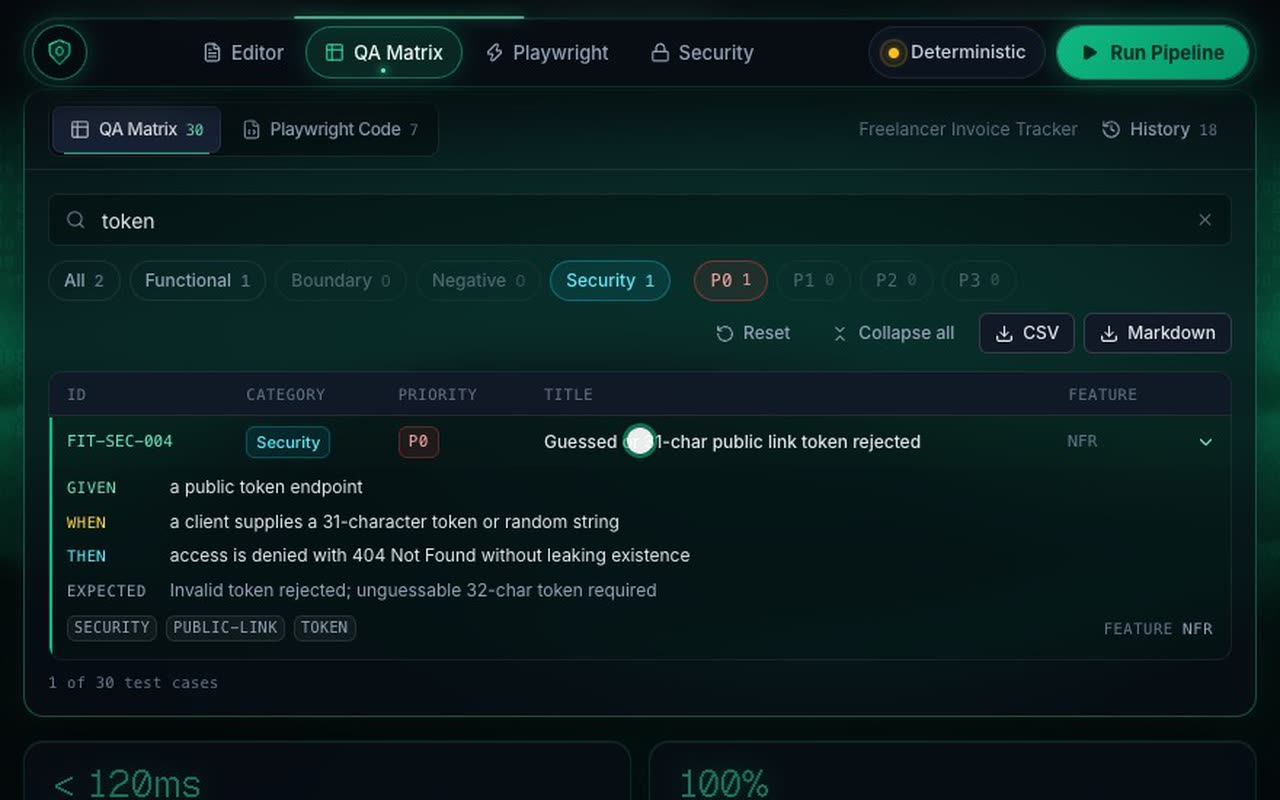 Editor QA Matrix Playwright Security Deterministic Run Pipeline
QA Matrix 30 Playwright Code 7 Freelancer Invoice Tracker History 18
token
All 2 Functional 1 Boundary 0 Negative 0 Security 1 P0 1 P1 0 P2 0 P3 0
Reset Collapse all CSV Markdown
ID CATEGORY PRIORITY TITLE FEATURE
FIT-SEC-004 Security P0 Guessed 1-char public link token rejected NFR
GIVEN a public token endpoint
WHEN a client supplies a 31-character token or random string
THEN access is denied with 404 Not Found without leaking existence
EXPECTED Invalid token rejected; unguessable 32-char token required
SECURITY PUBLIC-LINK TOKEN FEATURE NFR
1 of 30 test cases
< 120ms 100%